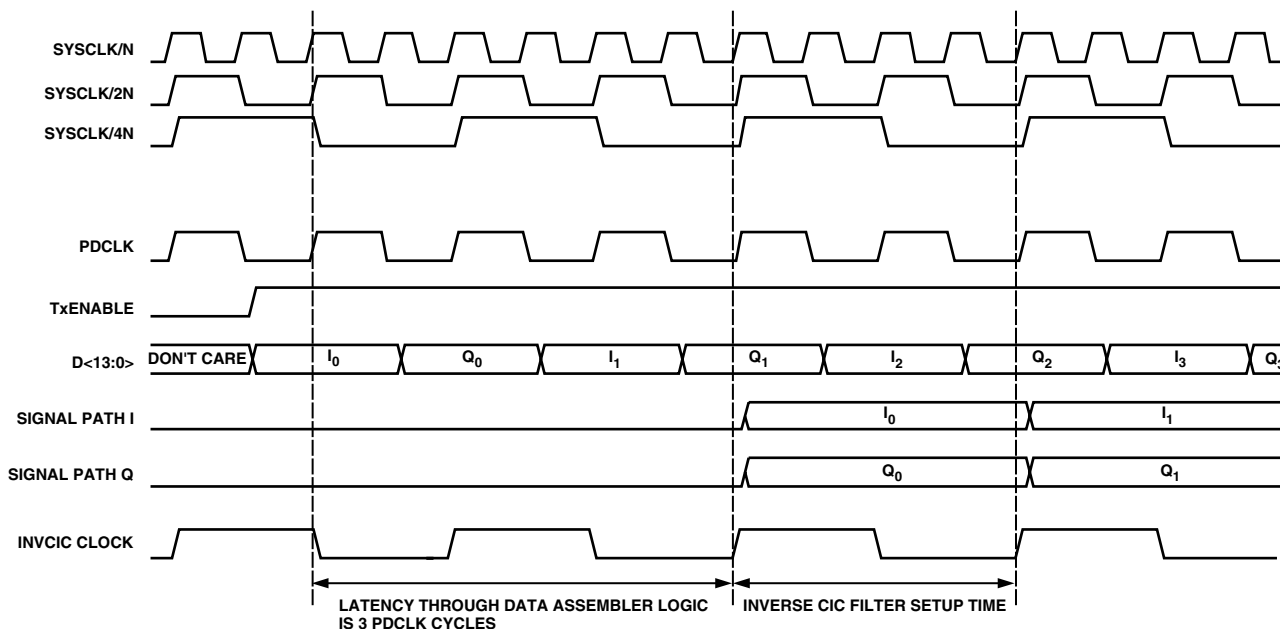 SYSCLK/N
SYSCLK/2N
SYSCLK/4N
PDCLK
TxENABLE
D<13:0> DON'T CARE I0 Q0 I1 Q1 I2 Q2 I3 Q3
SIGNAL PATH I I0 I1
SIGNAL PATH Q Q0 Q1
INVCIC CLOCK
LATENCY THROUGH DATA ASSEMBLER LOGIC
IS 3 PDCLK CYCLES
INVERSE CIC FILTER SETUP TIME